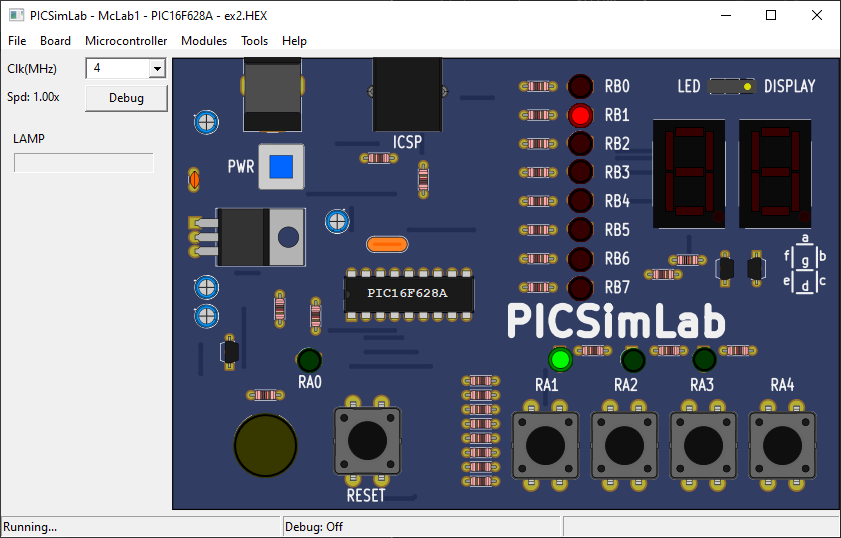 PICSimLab - McLab1 - PIC16F628A - ex2.HEX
File Board Microcontroller Modules Tools Help
Clk(MHz) 4
Spd: 1.00x Debug
LAMP
ICSP
PWR
RB0
RB1
RB2
RB3
RB4
RB5
RB6
RB7
LED DISPLAY
a
f b
g
e c
d
PIC16F628A
PICSimLab
RA0
RA1 RA2 RA3 RA4
RESET
Running... Debug: Off